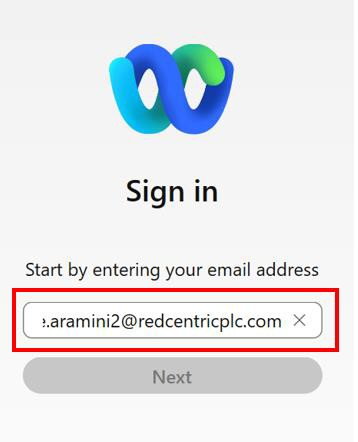 Sign in
Start by entering your email address
.aramini2@redcentricplc.com
Next